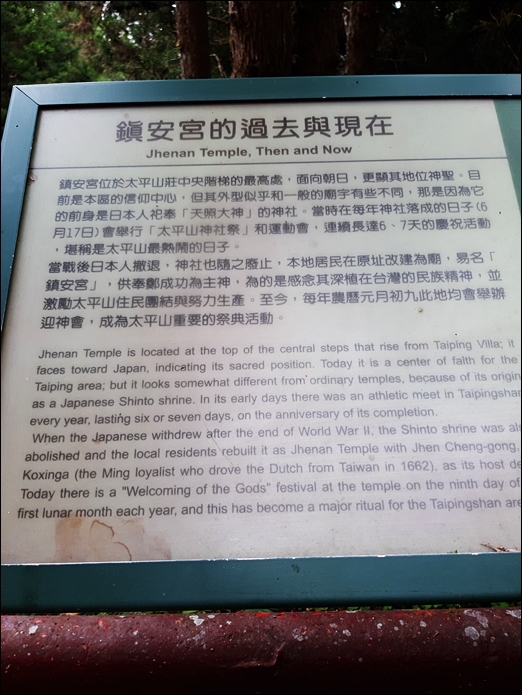 鎮安宮的過去與現在
Jhenan Temple, Then and Now
鎮安宮位於太平山莊中央階梯的最高處，面向朝日，更顯其地位神聖。目
前是本區的信仰中心，但其外型似乎和一般的廟宇有些不同，那是因為它
的前身是日本人祀奉「天照大神」的神社。當時在每年神社落成的日子(6
月17日)會舉行「太平山神社祭」和運動會，連續長達6、7天的慶祝活動
，堪稱是太平山最熱鬧的日子。
當戰後日本人撤退，神社也隨之廢止，本地居民在原址改建為廟，易名「
鎮安宮」，供奉鄭成功為主神，為的是感念其深植在台灣的民族精神，並
激勵太平山住民團結與努力生產。至今，每年農曆元月初九此地均會舉辦
迎神會，成為太平山重要的祭典活動。
Jhenan Temple is located at the top of the central steps that rise from Taiping Villa; it
faces toward Japan, indicating its sacred position. Today it is a center of faith for the
Taiping area; but it looks somewhat different from ordinary temples, because of its origin
as a Japanese Shinto shrine. In its early days there was an athletic meet in Taipingshan
every year, lasting six or seven days, on the anniversary of its completion.
When the Japanese withdrew after the end of World War II, the Shinto shrine was als
abolished and the local residents rebuilt it as Jhenan Temple with Jhen Cheng-gong,
Koxinga (the Ming loyalist who drove the Dutch from Taiwan in 1662), as its host de
Today there is a "Welcoming of the Gods" festival at the temple on the ninth day of
first lunar month each year, and this has become a major ritual for the Taipingshan are